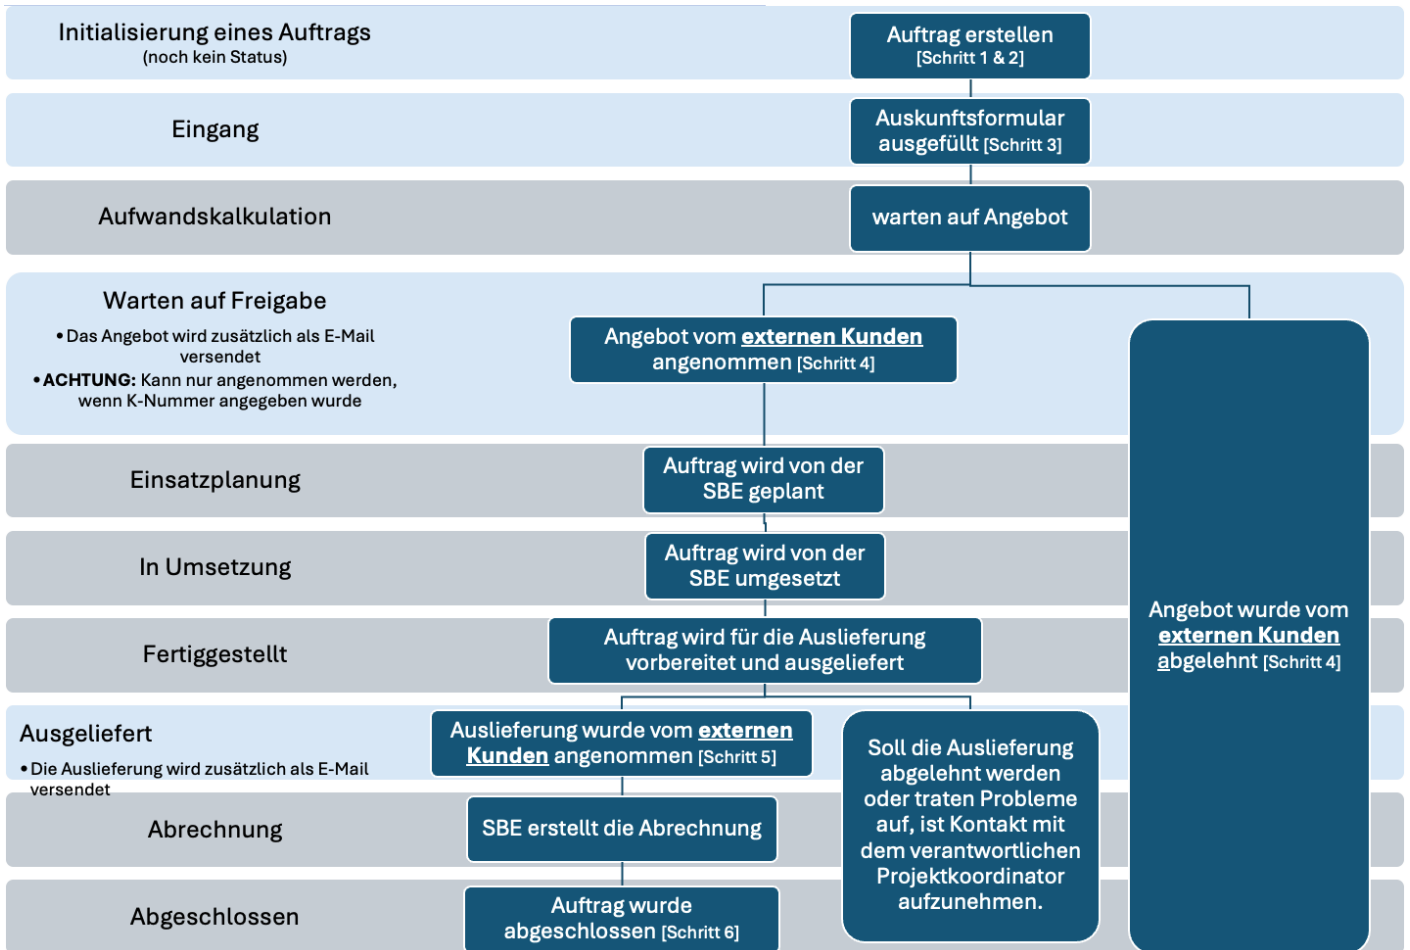 Initialisierung eines Auftrags
(noch kein Status)
Auftrag erstellen
[Schritt 1 & 2]
Eingang
Auskunftsformular
ausgefüllt [Schritt 3]
Aufwandskalkulation
warten auf Angebot
Warten auf Freigabe
• Das Angebot wird zusätzlich als E-Mail
versendet
• ACHTUNG: Kann nur angenommen werden,
wenn K-Nummer angegeben wurde
Angebot vom externen Kunden
angenommen [Schritt 4]
Einsatzplanung
Auftrag wird von der
SBE geplant
In Umsetzung
Auftrag wird von der
SBE umgesetzt
Fertiggestellt
Auftrag wird für die Auslieferung
vorbereitet und ausgeliefert
Angebot wurde vom
externen Kunden
abgelehnt [Schritt 4]
Ausgeliefert
• Die Auslieferung wird zusätzlich als E-Mail
versendet
Auslieferung wurde vom externen
Kunden angenommen [Schritt 5]
Soll die Auslieferung
abgelehnt werden
oder traten Probleme
auf, ist Kontakt mit
dem verantwortlichen
Projektkoordinator
aufzunehmen.
Abrechnung
SBE erstellt die Abrechnung
Abgeschlossen
Auftrag wurde
abgeschlossen [Schritt 6]